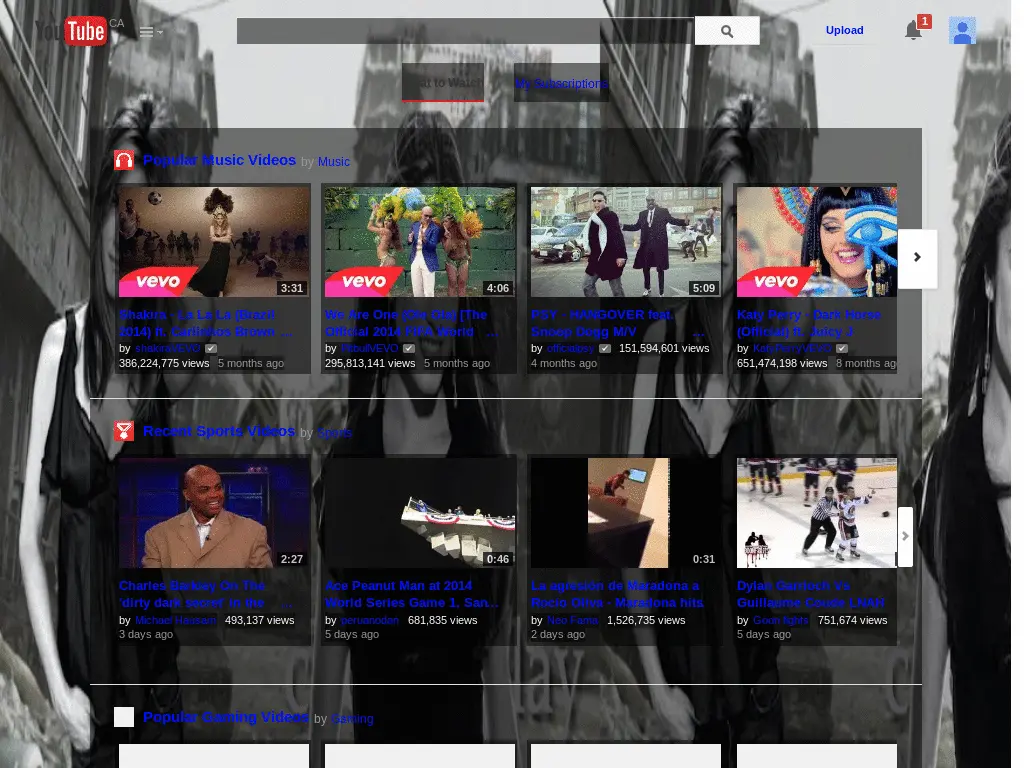 YouTube CA
Upload
1
at to Watch
My Subscriptions
Popular Music Videos by Music
vevo
3:31
vevo
4:06
5:09
vevo
Shakira - La La La (Brazil
2014) ft. Carlinhos Brown ...
by shakiraVEVO
386,224,775 views 5 months ago
We Are One (Ole Ola) [The
Official 2014 FIFA World ...
by PitbullVEVO
295,813,141 views 5 months ago
PSY - HANGOVER feat.
Snoop Dogg M/V ...
by officialpsy 151,594,601 views
4 months ago
Katy Perry - Dark Horse
(Official) ft. Juicy J
by KatyPerryVEVO
651,474,198 views 8 months ag
Recent Sports Videos by Sports
2:27
0:46
0:31
Charles Barkley On The
'dirty dark secret' in the ...
by Michael Hassam 493,137 views
3 days ago
Ace Peanut Man at 2014
World Series Game 1, San...
by peruanoden 681,835 views
5 days ago
La agresión de Maradona a
Rocio Oliva - Maradona hits
by Neo Fama 1,526,735 views
2 days ago
Dylan Garrioch Vs
Guillaume Coudé LNAH
by Goon fights 751,674 views
5 days ago
Popular Gaming Videos by Gaming